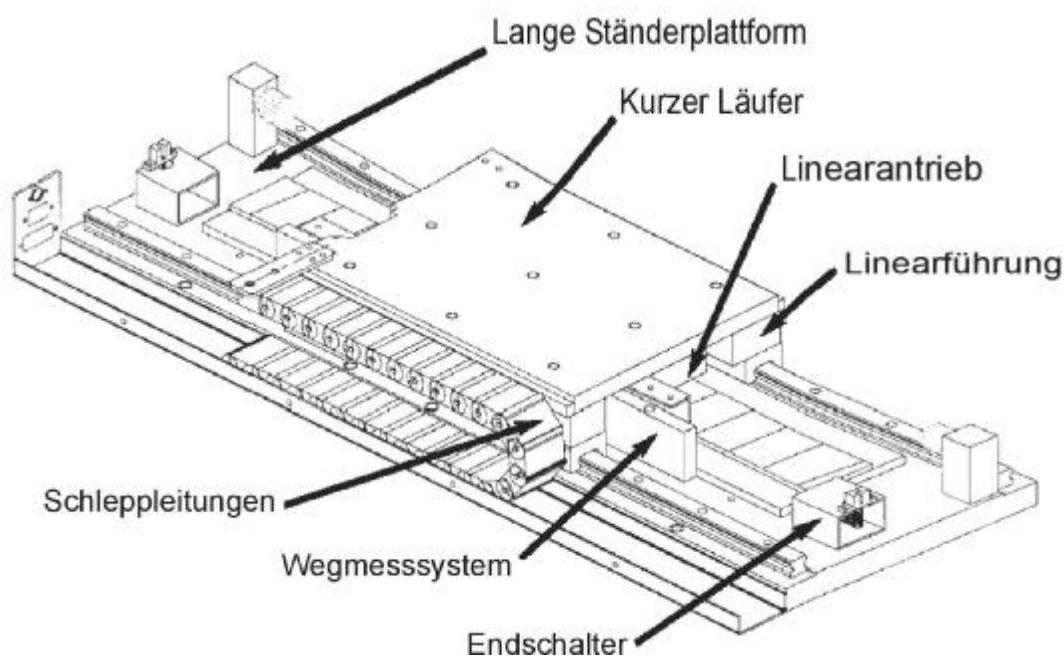 Lange Ständerplattform
Kurzer Läufer
Linearantrieb
Linearführung
Schleppleitungen
Wegmesssystem
Endschalter